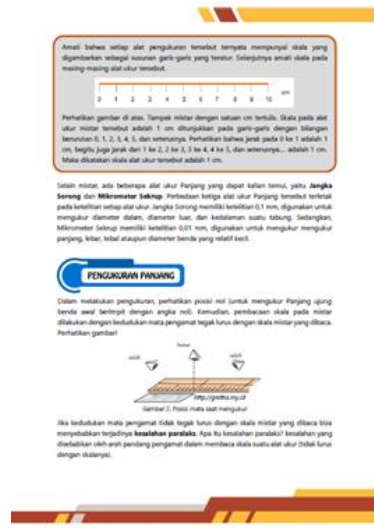 Amati bahwa setiap alat pengukuran tersebut ternyata mempunyai skala yang
digambarkan sebagai susunan garis-garis yang teratur. Selanjutnya amati skala pada
masing-masing alat ukur tersebut.
cm
0 1 2 3 4 5 6 7 8 9 10
Perhatikan gambar di atas. Tampak mistar dengan satuan cm tertulis. Skala pada alat
ukur mistar tersebut adalah 1 cm ditunjukkan pada garis-garis dengan bilangan
berurutan 0, 1, 2, 3, 4, 5, dan seterusnya. Perhatikan bahwa jarak pada 0 ke 1 adalah 1
cm, begitu juga jarak dari 1 ke 2, 2 ke 3, 3 ke 4, 4 ke 5, dan seterusnya... adalah 1 cm.
Maka dikatakan skala alat ukur tersebut adalah 1 cm.
Selain mistar, ada beberapa alat ukur Panjang yang dapat kalian temui, yaitu Jangka
Sorong dan Mikrometer Sekrup. Perbedaan ketiga alat ukur Panjang tersebut terletak
pada ketelitian setiap alat ukur. Jangka Sorong memiliki ketelitian 0,1 mm, digunakan untuk
mengukur diameter dalam, diameter luar, dan kedalaman suatu tabung. Sedangkan,
Mikrometer Sekrup memiliki ketelitian 0,01 mm, digunakan untuk mengukur mengukur
panjang, lebar, tebal ataupun diameter benda yang relatif kecil.
PENGUKURAN PANJANG
Dalam melakukan pengukuran, perhatikan posisi nol (untuk mengukur Panjang ujung
benda awal berimpit dengan angka nol). Kemudian, pembacaan skala pada mistar
dilakukan dengan kedudukan mata pengamat tegak lurus dengan skala mistar yang dibaca.
Perhatikan gambar!
benar
salah salah
http://gretha.my.id
Gambar 2. Posisi mata saat mengukur
Jika kedudukan mata pengamat tidak tegak lurus dengan skala mistar yang dibaca bisa
menyebabkan terjadinya kesalahan paralaks. Apa itu kesalahan paralaks? kesalahan yang
disebabkan oleh arah pandang pengamat dalam membaca skala suatu alat ukur (tidak lurus
dengan skalanya).